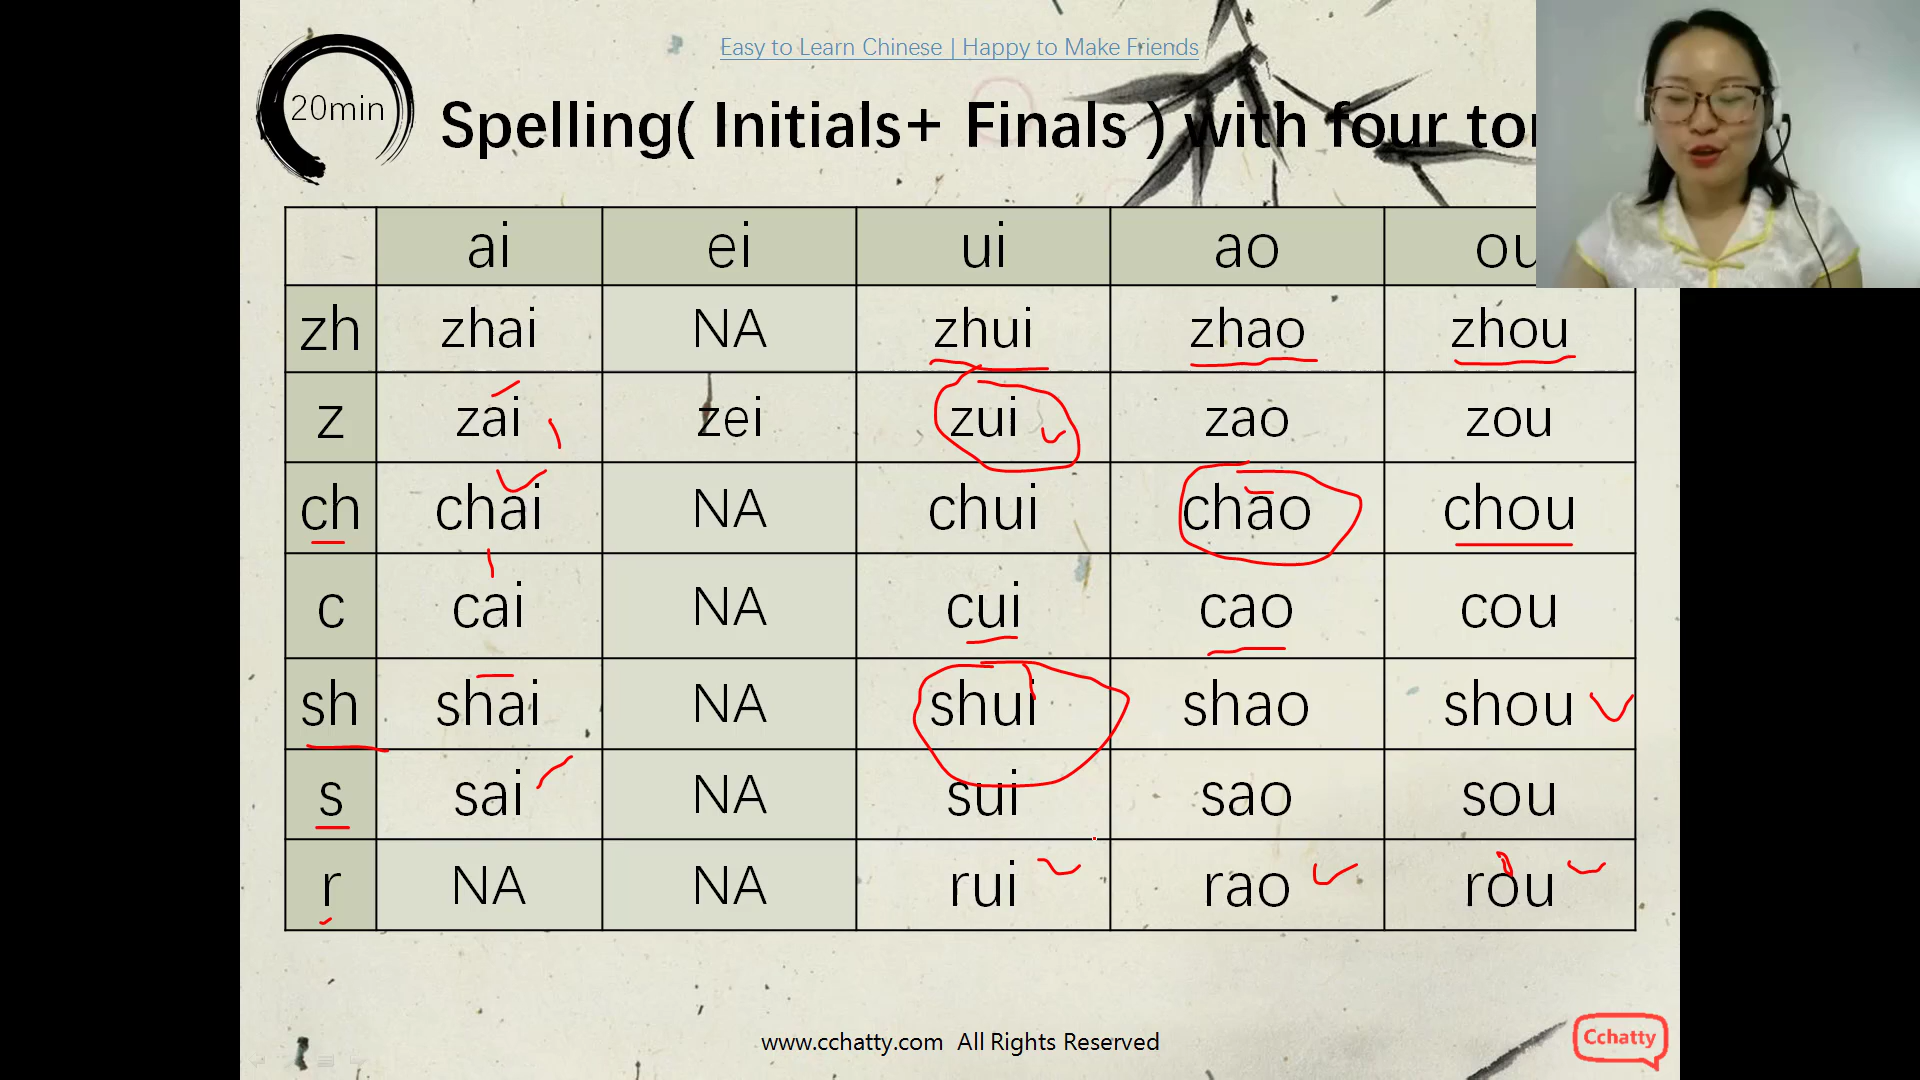 Easy to Learn Chinese | Happy to Make Friends
20min
Spelling( Initials+ Finals ) with four
ai ei ui ao
zh zhai NA zhui zhao zhou
z zai zei zui zao zou
ch chai NA chui chao chou
c cai NA cui cao cou
sh shai NA shui shao shou
s sai NA sui sao sou
r NA NA rui rao rou
www.cchatty.com All Rights Reserved
Cchatty